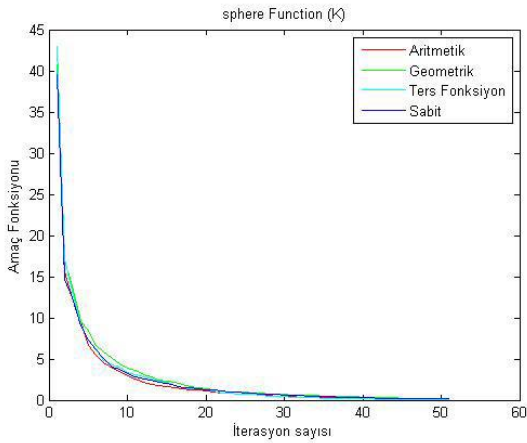 sphere Function (K)
45
40
35
30
25
20
15
10
5
0
Amaç Fonksiyonu
Aritmetik
Geometrik
Ters Fonksiyon
Sabit
0 10 20 30 40 50 60
İterasyon sayısı